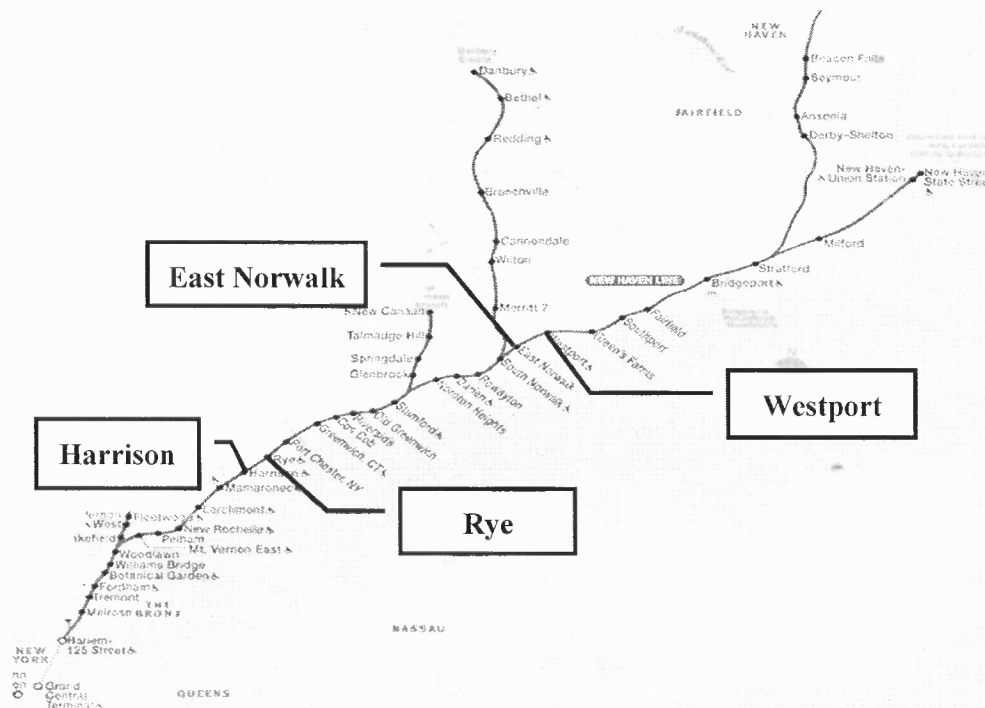 NEW
HAVEN
Beacon Falls
Seymour
Danbury
Bethel
FAIRFIELD
Ansonia
Derby-Shelton
Redding
New Haven-
Union Station
New Haven
State Street
Branchville
Cannondale
Milford
East Norwalk
Wilton
Stratford
NEW HAVEN LINE
Bridgeport
Merritt 7
New Canaan
Fairfield
Talmadge Hill
Southport
Green's Farms
Westport
East Norwalk
Springdale
South Norwalk
Glenbrook
Rowayton
Darien
Noroton Heights
Westport
Stamford
Old Greenwich
Riverside
Cos Cob
Greenwich, CT
Harrison
Port Chester, NY
Rye
Harrison
Mamaroneck
Larchmont
Rye
Fleetwood
West
New Rochelle
Pelham
Mt. Vernon East
Woodlawn
Williams Bridge
Botanical Garden
Fordham
Tremont
THE
BRONX
Melrose
NASSAU
Harlem-
125 Street
NEW
YORK
Grand
Central
Terminal
QUEENS